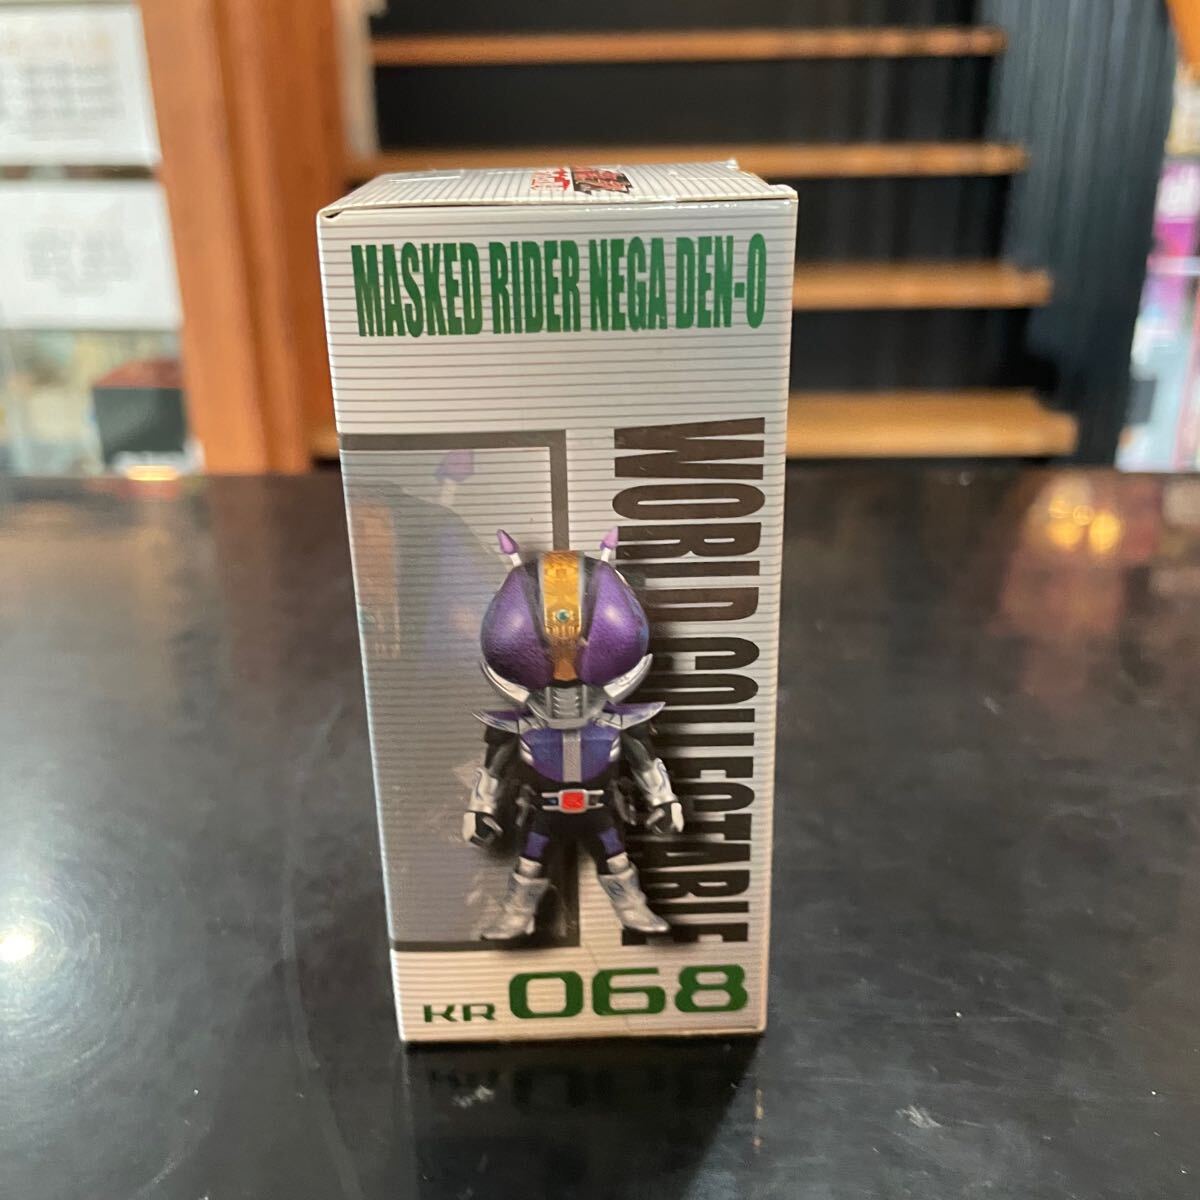 MASKED RIDER NEGA DEN-O
WORLD COLLECTABLE
KR 068